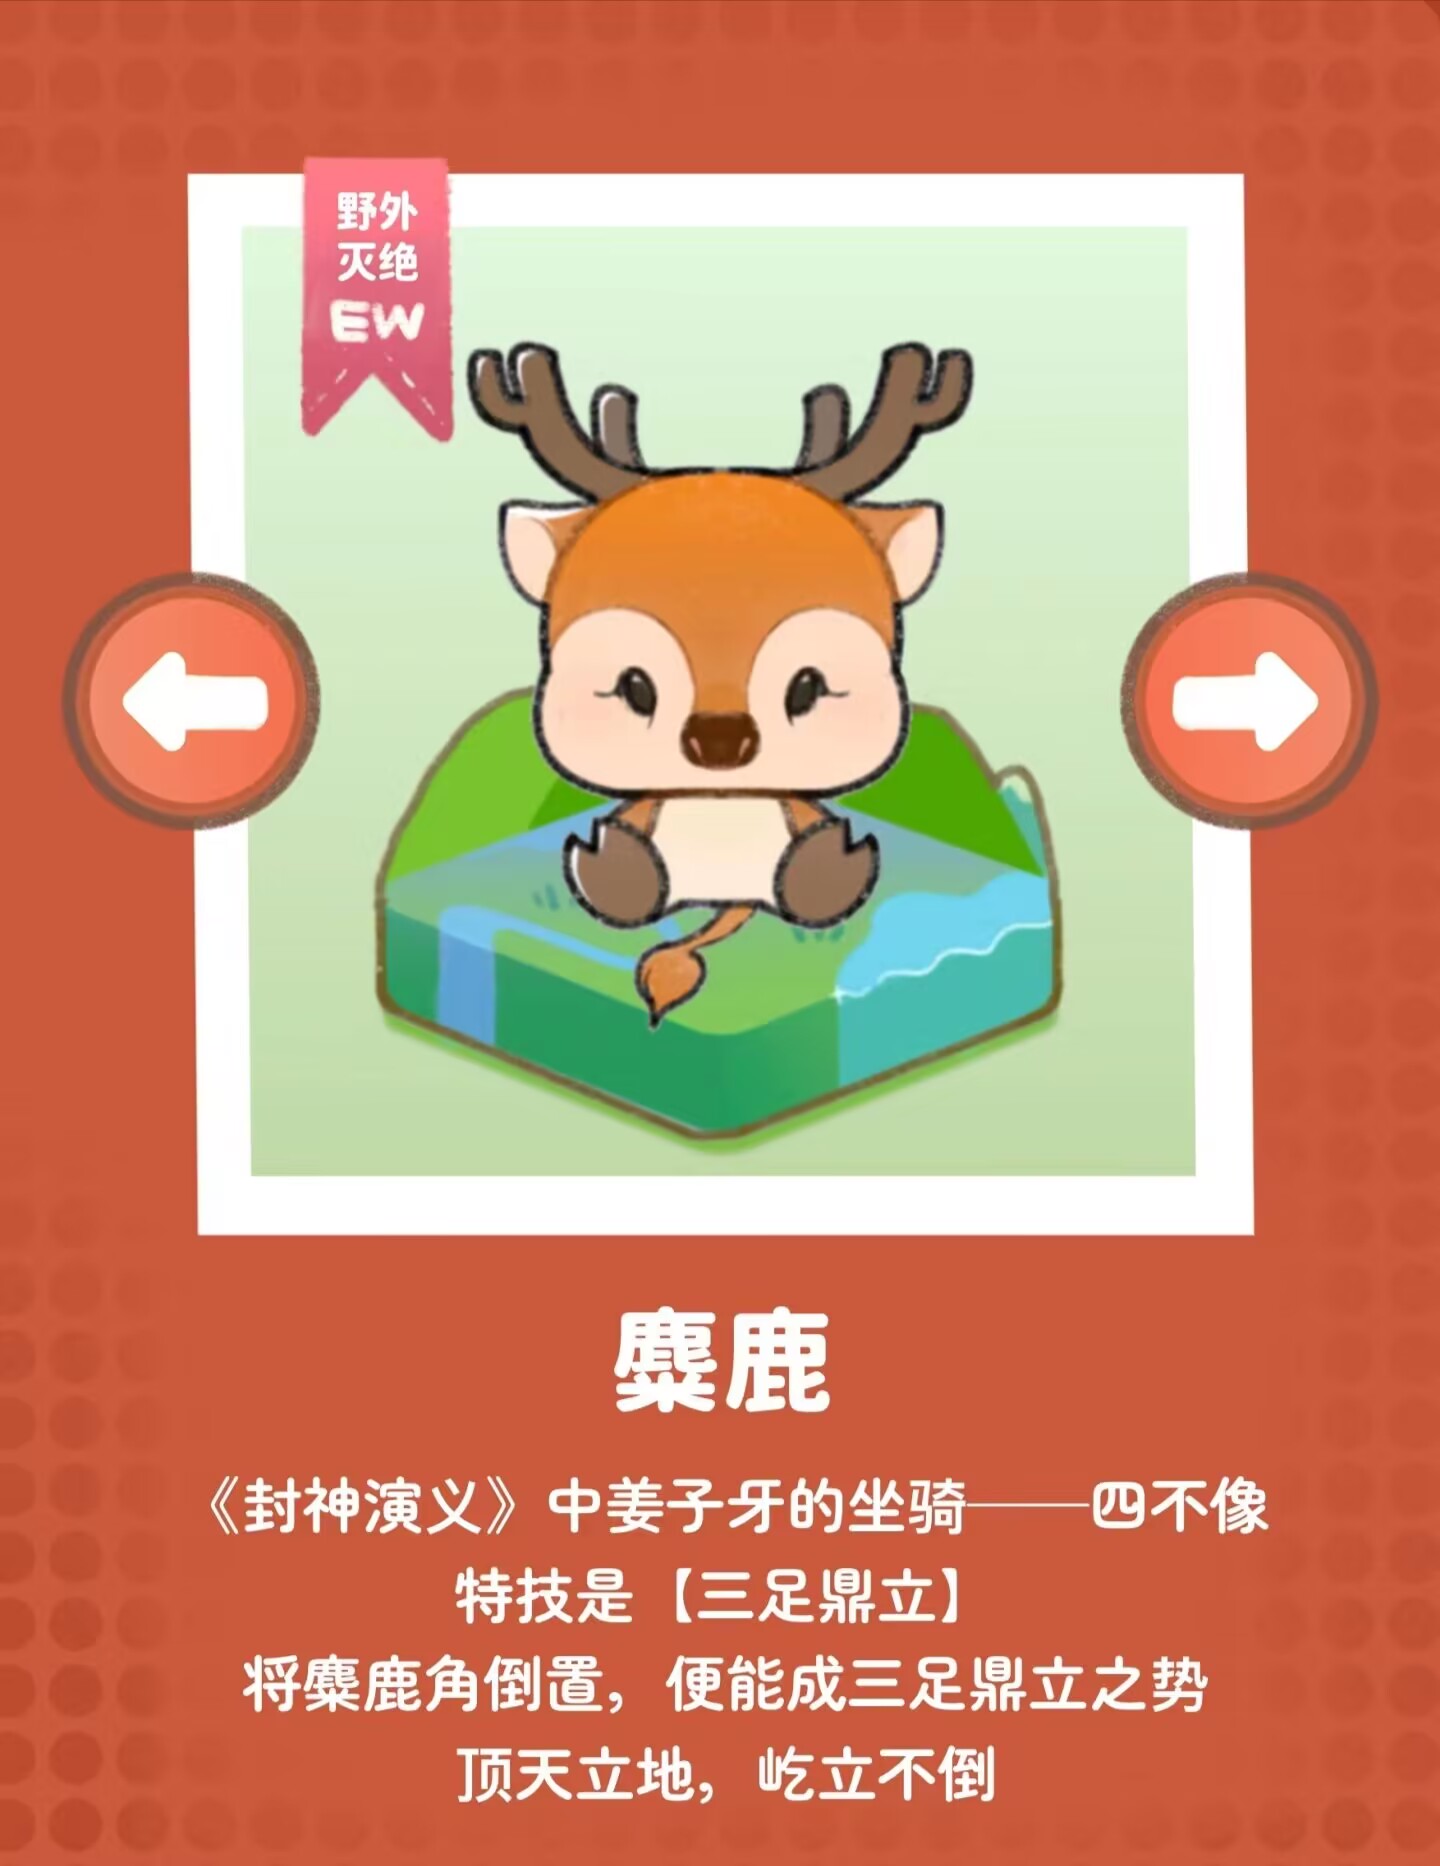 野外
灭绝
EW
麋鹿
《封神演义》中姜子牙的坐骑——四不像
特技是【三足鼎立】
将麋鹿角倒置，便能成三足鼎立之势
顶天立地，屹立不倒